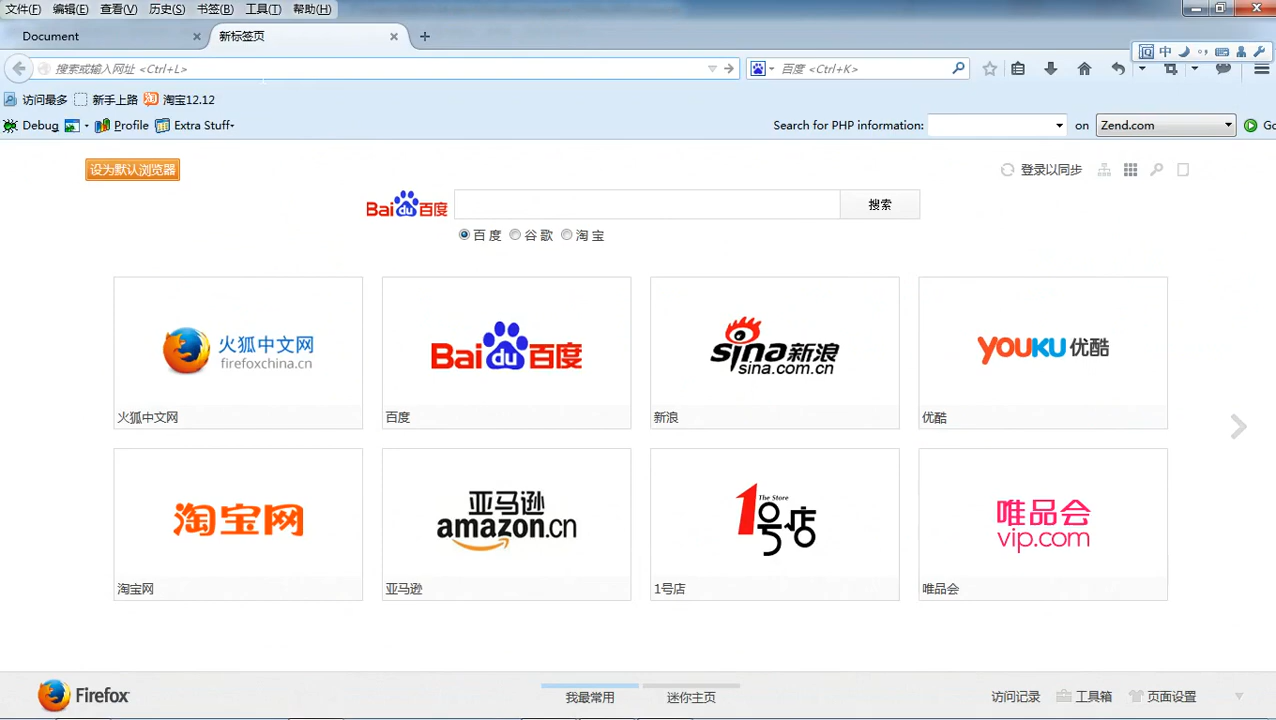 文件(F) 编辑(E) 查看(V) 历史(S) 书签(B) 工具(T) 帮助(H)
Document × 新标签页 × +
中
搜索或输入网址 <Ctrl+L> 百度 <Ctrl+K>
访问最多 新手上路 淘 淘宝12.12
Debug Profile Extra Stuff Search for PHP information: on Zend.com Go
设为默认浏览器 登录以同步
Bai du 百度 搜索
百度 谷歌 淘宝
火狐中文网
firefoxchina.cn
Bai du 百度
sina新浪
sina.com.cn
YOUKU 优酷
火狐中文网 百度 新浪 优酷
淘宝网
亚马逊
amazon.cn
The Store
1号店
唯品会
vip.com
淘宝网 亚马逊 1号店 唯品会
Firefox 我最常用 迷你主页 访问记录 工具箱 页面设置